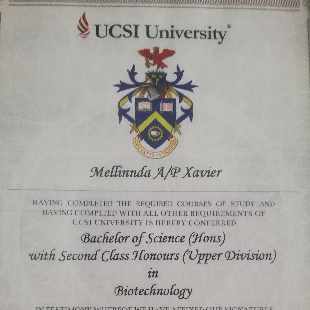 UCSI University®
Mellinnda A/P Xavier
HAVING COMPLETED THE REQUIRED COURSES OF STUDY AND
HAVING COMPLIED WITH ALL OTHER REQUIREMENTS OF
UCSI UNIVERSITY IS HEREBY CONFERRED
Bachelor of Science (Hons)
with Second Class Honours (Upper Division)
in
Biotechnology
IN TESTIMONY WHEREOF WE HAVE AFFIXED OUR SIGNATURES